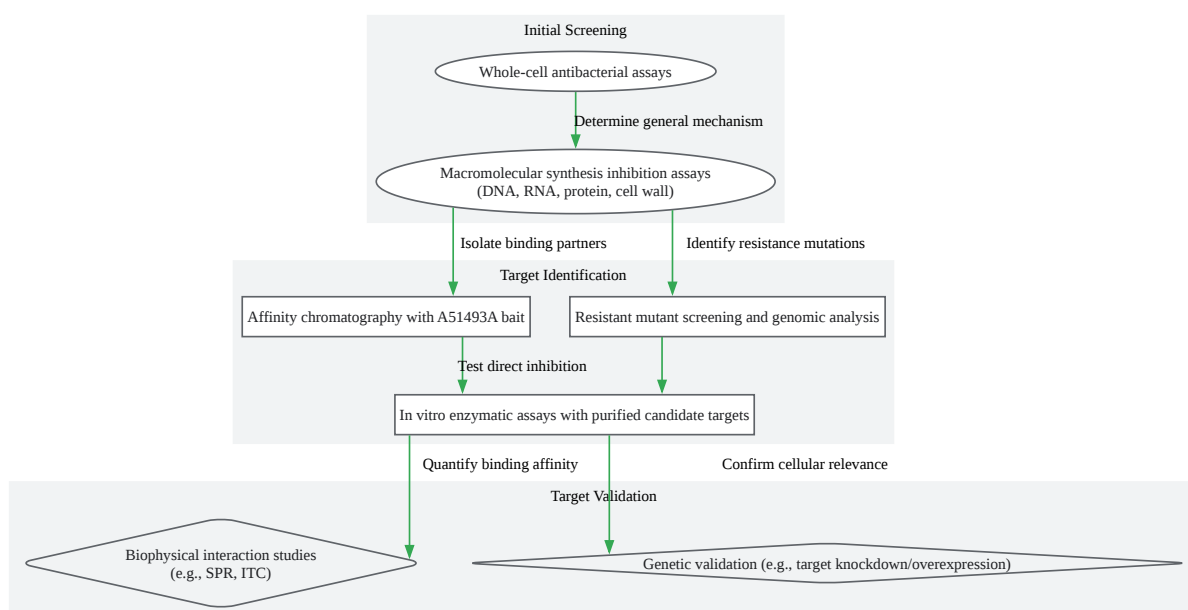 Initial Screening
Whole-cell antibacterial assays
Determine general mechanism
Macromolecular synthesis inhibition assays
(DNA, RNA, protein, cell wall)
Isolate binding partners
Identify resistance mutations
Target Identification
Affinity chromatography with A51493A bait
Resistant mutant screening and genomic analysis
Test direct inhibition
In vitro enzymatic assays with purified candidate targets
Quantify binding affinity
Confirm cellular relevance
Target Validation
Biophysical interaction studies
(e.g., SPR, ITC)
Genetic validation (e.g., target knockdown/overexpression)